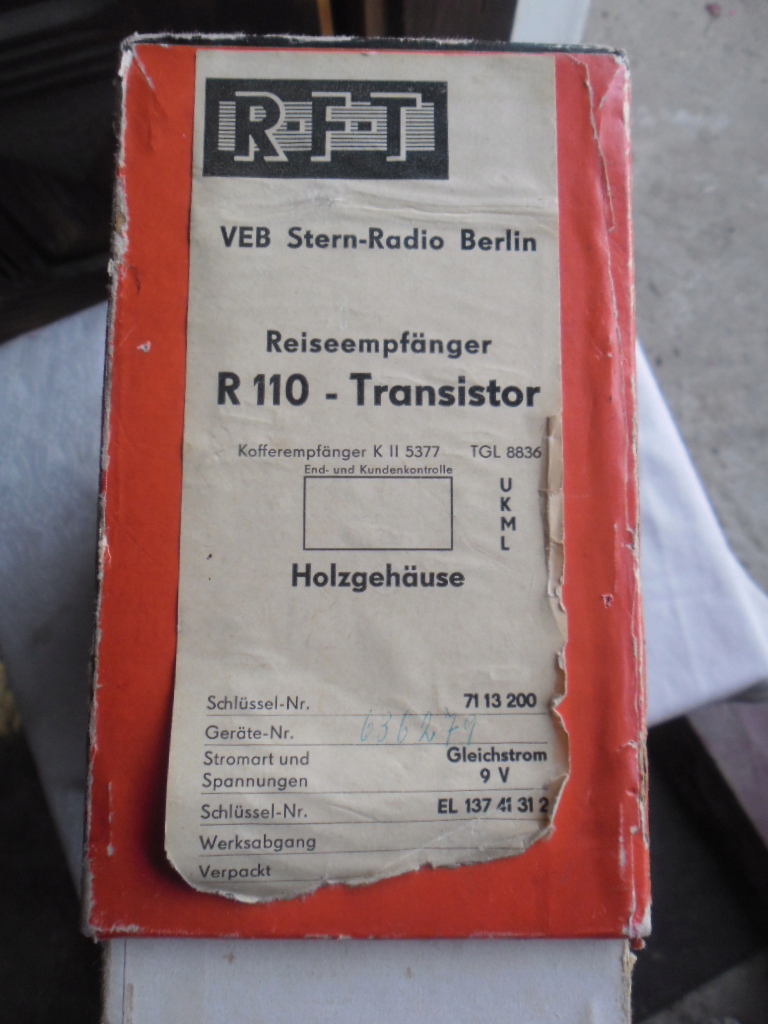 R·F·T
VEB Stern-Radio Berlin
Reiseempfänger
R 110 - Transistor
Kofferempfänger K II 5377 TGL 8836
End- und Kundenkontrolle
U
K
M
L
Holzgehäuse
Schlüssel-Nr. 71 13 200
Geräte-Nr. 636279
Stromart und Gleichstrom
Spannungen 9 V
Schlüssel-Nr. EL 137 41 31 2
Werksabgang
Verpackt